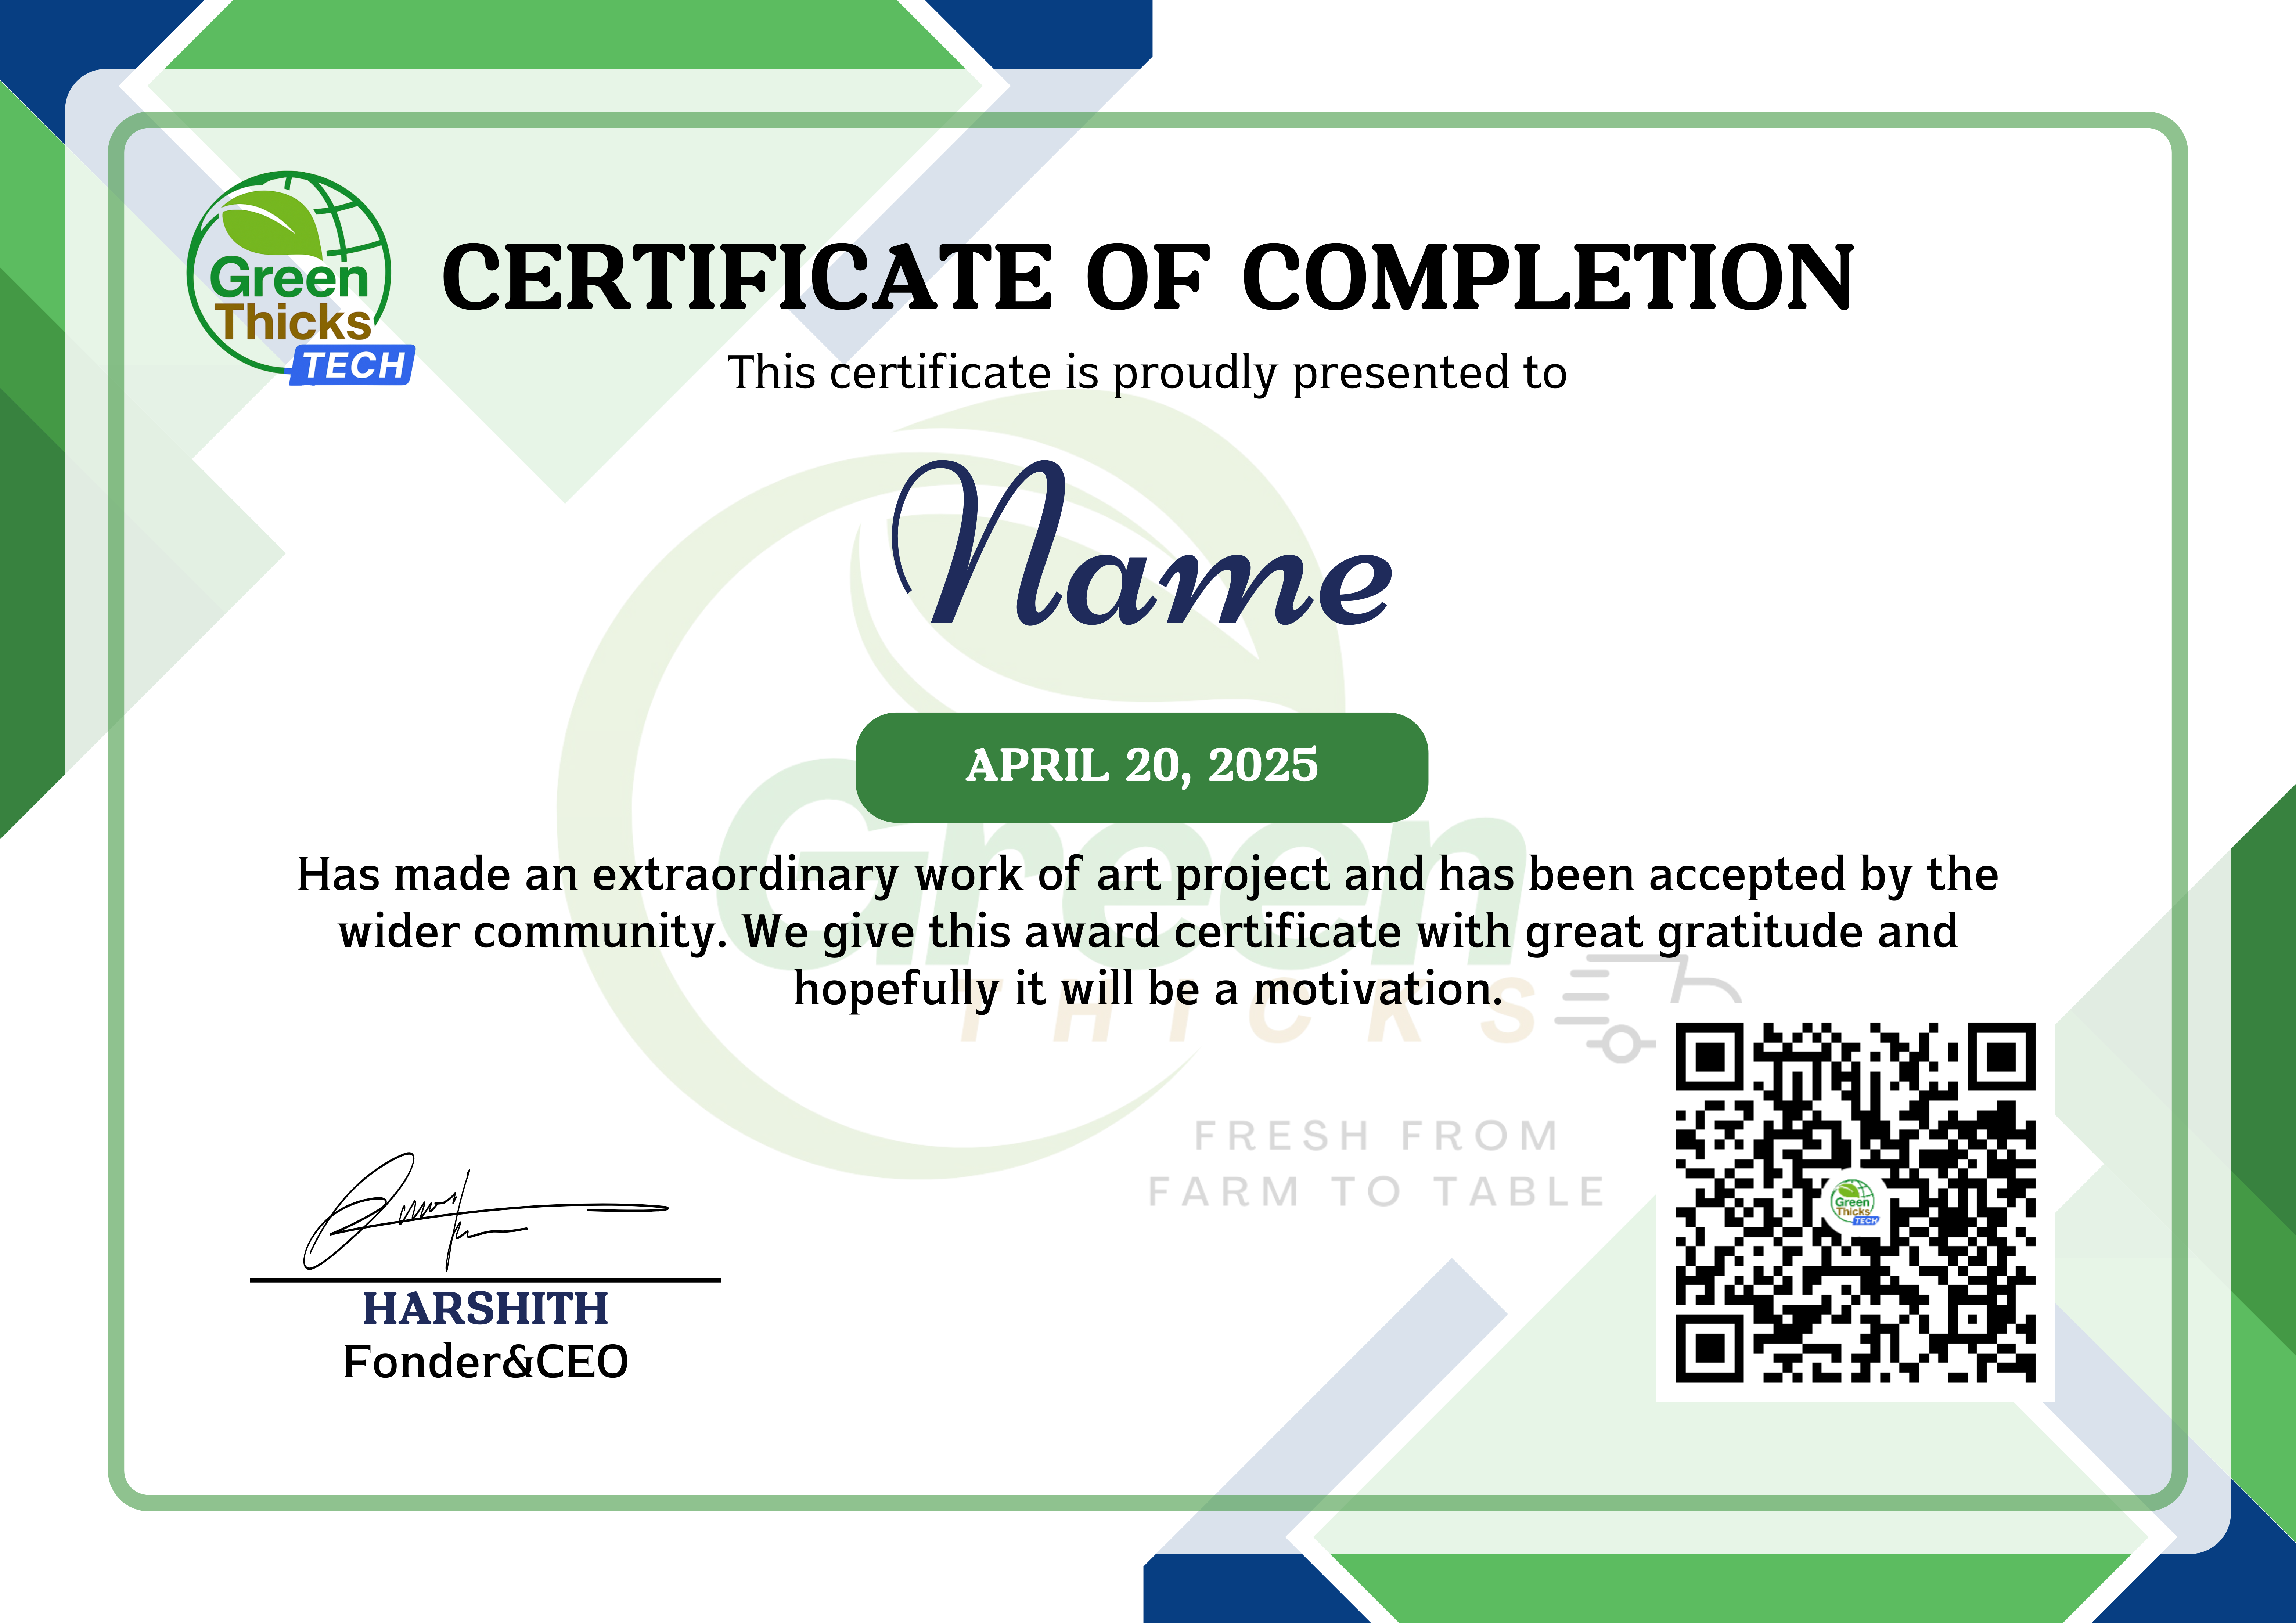 Green
Thicks
TECH
CERTIFICATE OF COMPLETION
This certificate is proudly presented to
Name
APRIL 20, 2025
Green
Has made an extraordinary work of art project and has been accepted by the
wider community. We give this award certificate with great gratitude and
hopefully it will be a motivation.
THICKS
FRESH FROM
FARM TO TABLE
Green
Thicks
TECH
HARSHITH
Fonder&CEO